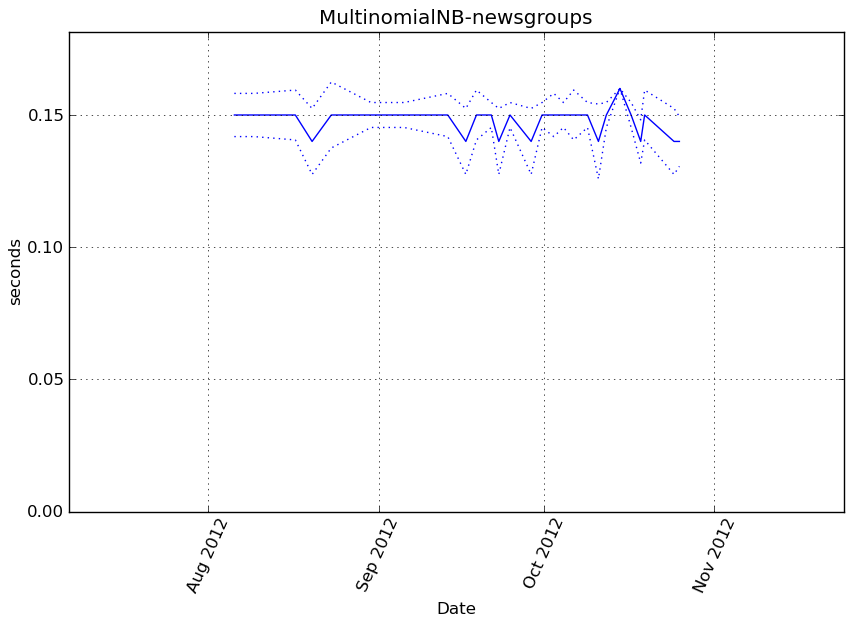 MultinomialNB-newsgroups
0.15
0.10
0.05
0.00
seconds
Aug 2012
Sep 2012
Oct 2012
Nov 2012
Date